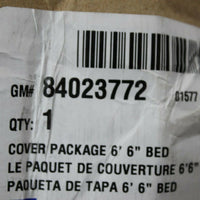 GM# 84023772 01577
QTY: 1
COVER PACKAGE 6' 6" BED
LE PAQUET DE COUVERTURE 6'6"
PAQUETA DE TAPA 6' 6" BED